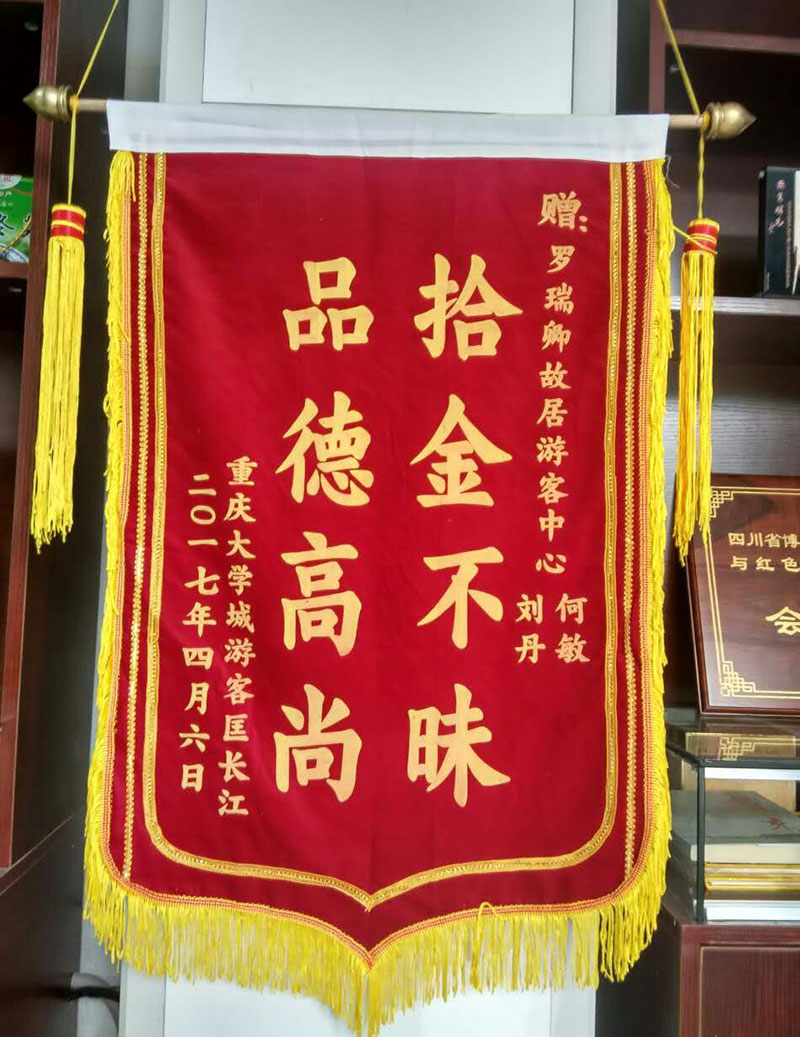 赠:罗瑞卿故居游客中心
何敏
刘丹
拾金不昧
品德高尚
重庆大学城游客匡长江
二〇一七年四月六日
四川省博
与红色
会